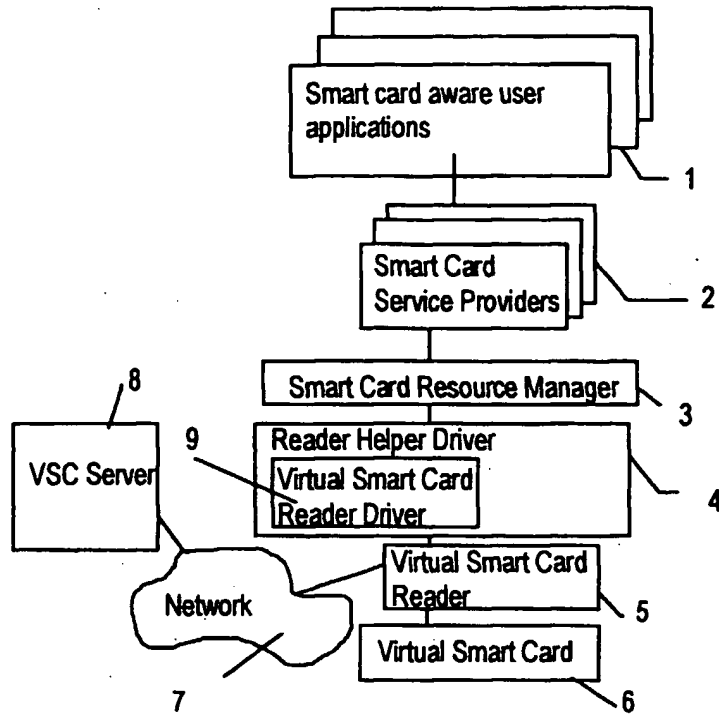 Smart card aware user
applications
1
Smart Card
Service Providers
2
Smart Card Resource Manager
3
8
VSC Server
9
Reader Helper Driver
Virtual Smart Card
Reader Driver
4
Virtual Smart Card
Reader
5
Network
7
Virtual Smart Card
6